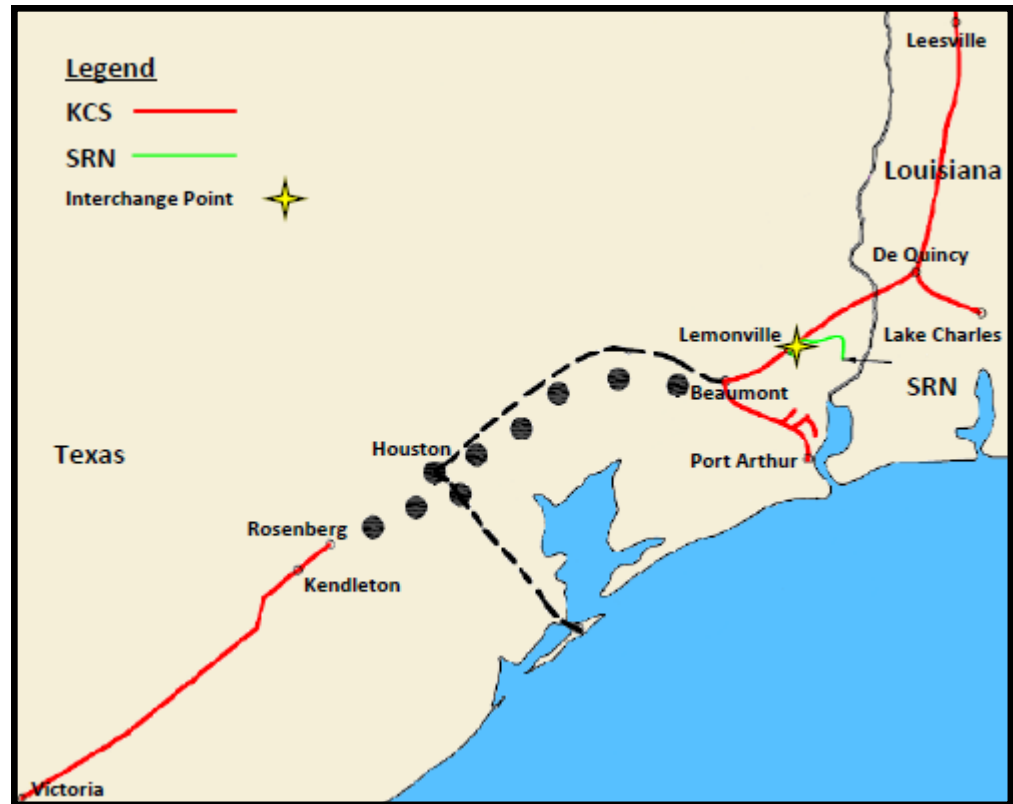 Legend
KCS
SRN
Interchange Point
Leesville
Louisiana
De Quincy
Lemonville
Lake Charles
SRN
Beaumont
Houston
Texas
Port Arthur
Rosenberg
Kendleton
Victoria